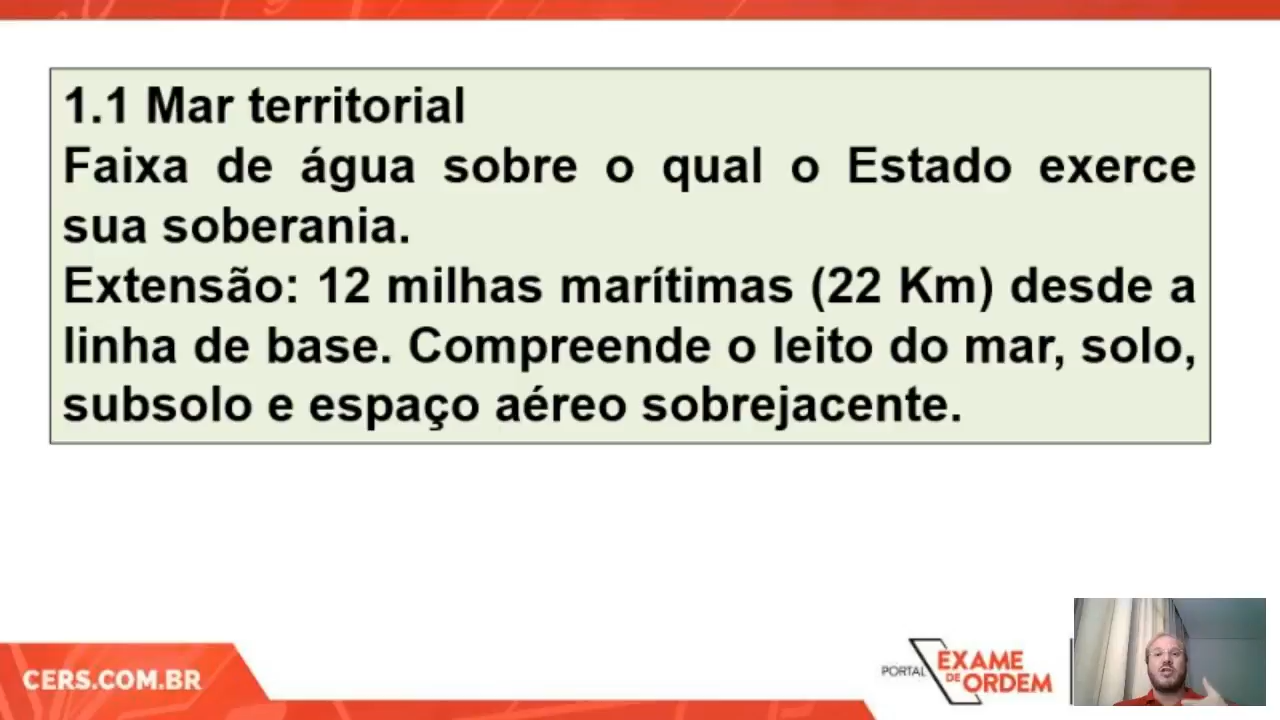 1.1 Mar territorial
Faixa de água sobre o qual o Estado exerce
sua soberania.
Extensão: 12 milhas marítimas (22 Km) desde a
linha de base. Compreende o leito do mar, solo,
subsolo e espaço aéreo sobrejacente.
CERS.COM.BR
PORTAL EXAME
DE ORDEM